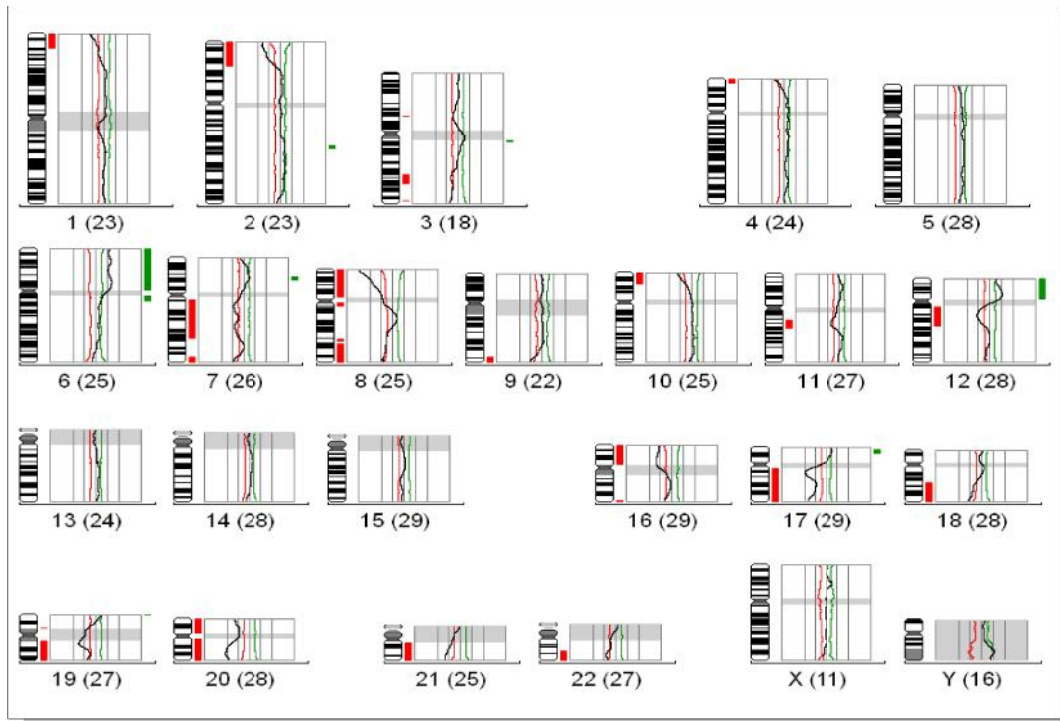 1 (23) 2 (23) 3 (18) 4 (24) 5 (28)
6 (25) 7 (26) 8 (25) 9 (22) 10 (25) 11 (27) 12 (28)
13 (24) 14 (28) 15 (29) 16 (29) 17 (29) 18 (28)
19 (27) 20 (28) 21 (25) 22 (27) X (11) Y (16)